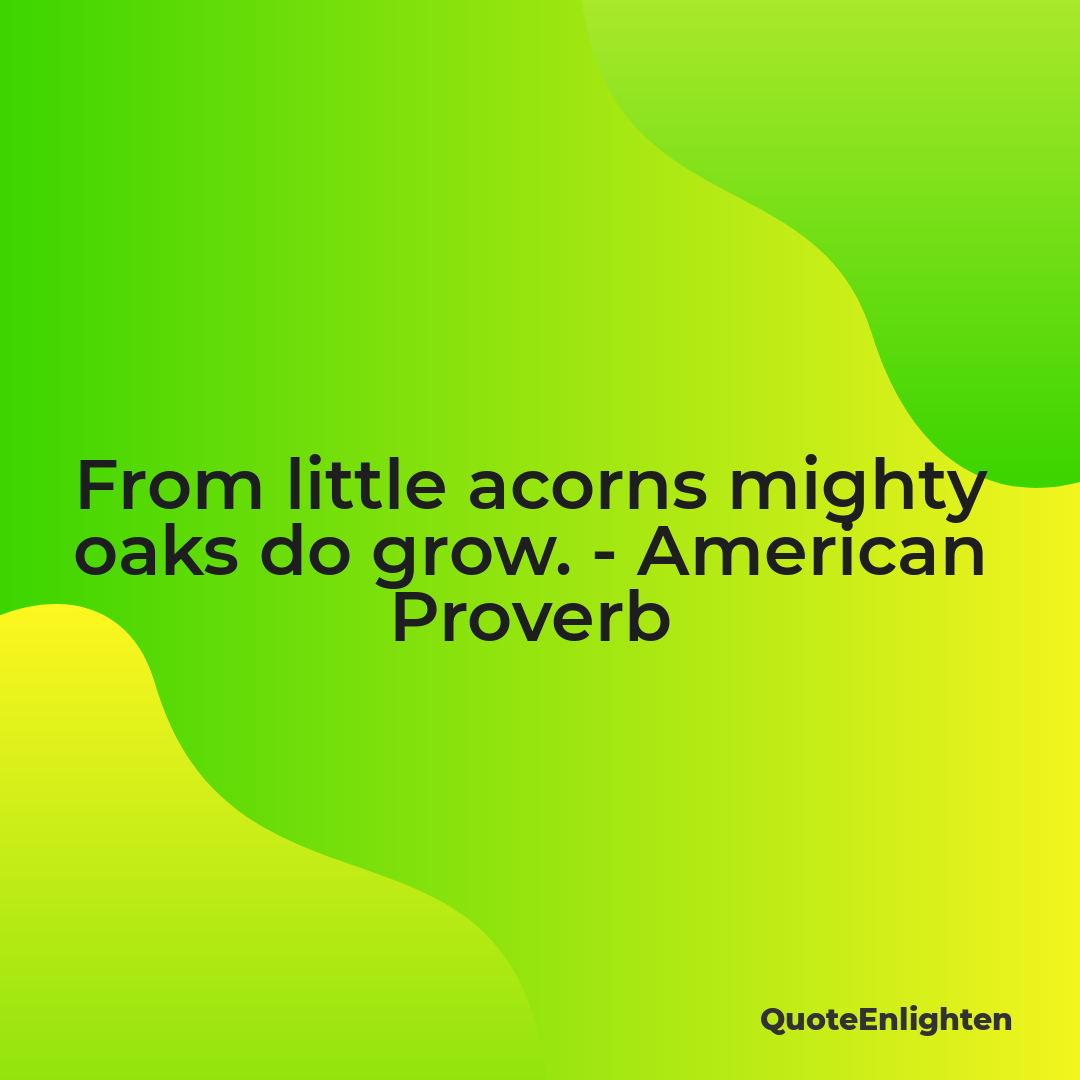 From little acorns mighty
oaks do grow. - American
Proverb
QuoteEnlighten